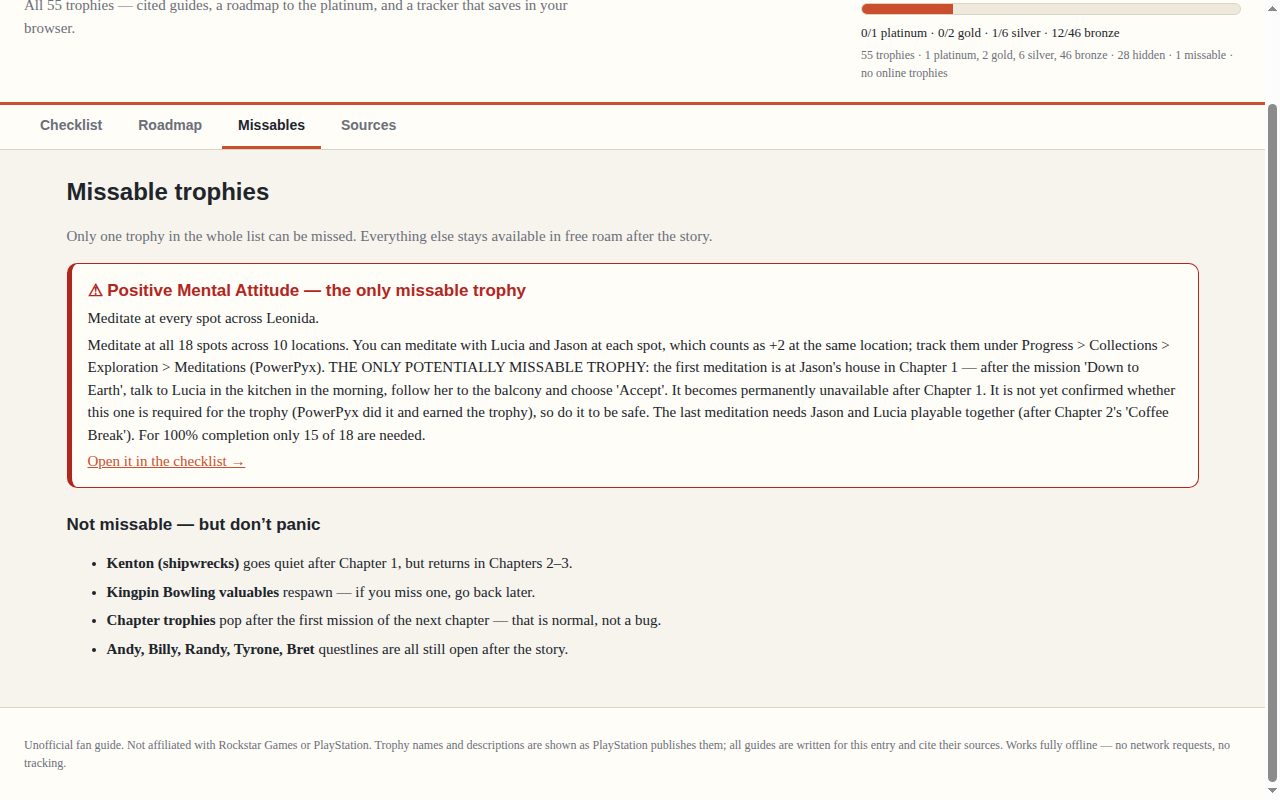 All 55 trophies — cited guides, a roadmap to the platinum, and a tracker that saves in your
browser.
0/1 platinum · 0/2 gold · 1/6 silver · 12/46 bronze
55 trophies · 1 platinum, 2 gold, 6 silver, 46 bronze · 28 hidden · 1 missable ·
no online trophies
Checklist Roadmap Missables Sources
Missable trophies
Only one trophy in the whole list can be missed. Everything else stays available in free roam after the story.
⚠ Positive Mental Attitude — the only missable trophy
Meditate at every spot across Leonida.
Meditate at all 18 spots across 10 locations. You can meditate with Lucia and Jason at each spot, which counts as +2 at the same location; track them under Progress > Collections >
Exploration > Meditations (PowerPyx). THE ONLY POTENTIALLY MISSABLE TROPHY: the first meditation is at Jason's house in Chapter 1 — after the mission 'Down to
Earth', talk to Lucia in the kitchen in the morning, follow her to the balcony and choose 'Accept'. It becomes permanently unavailable after Chapter 1. It is not yet confirmed whether
this one is required for the trophy (PowerPyx did it and earned the trophy), so do it to be safe. The last meditation needs Jason and Lucia playable together (after Chapter 2's 'Coffee
Break'). For 100% completion only 15 of 18 are needed.
Open it in the checklist →
Not missable — but don’t panic
• Kenton (shipwrecks) goes quiet after Chapter 1, but returns in Chapters 2–3.
• Kingpin Bowling valuables respawn — if you miss one, go back later.
• Chapter trophies pop after the first mission of the next chapter — that is normal, not a bug.
• Andy, Billy, Randy, Tyrone, Bret questlines are all still open after the story.
Unofficial fan guide. Not affiliated with Rockstar Games or PlayStation. Trophy names and descriptions are shown as PlayStation publishes them; all guides are written for this entry and cite their sources. Works fully offline — no network requests, no
tracking.